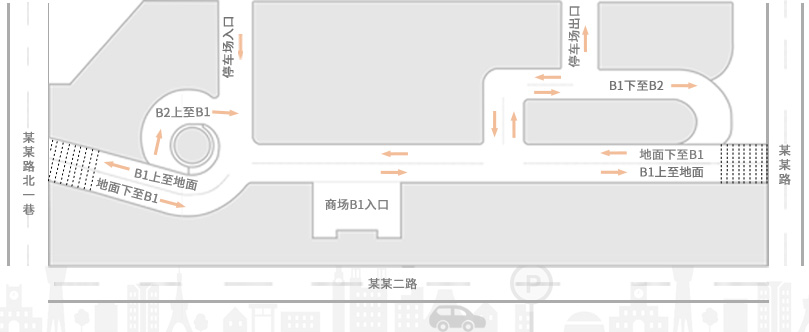 停车场入口
停车场出口
B2上至B1
B1下至B2
某某路北一巷
B1上至地面
地面下至B1
地面下至B1
B1上至地面
某某路
商场B1入口
某某二路
P